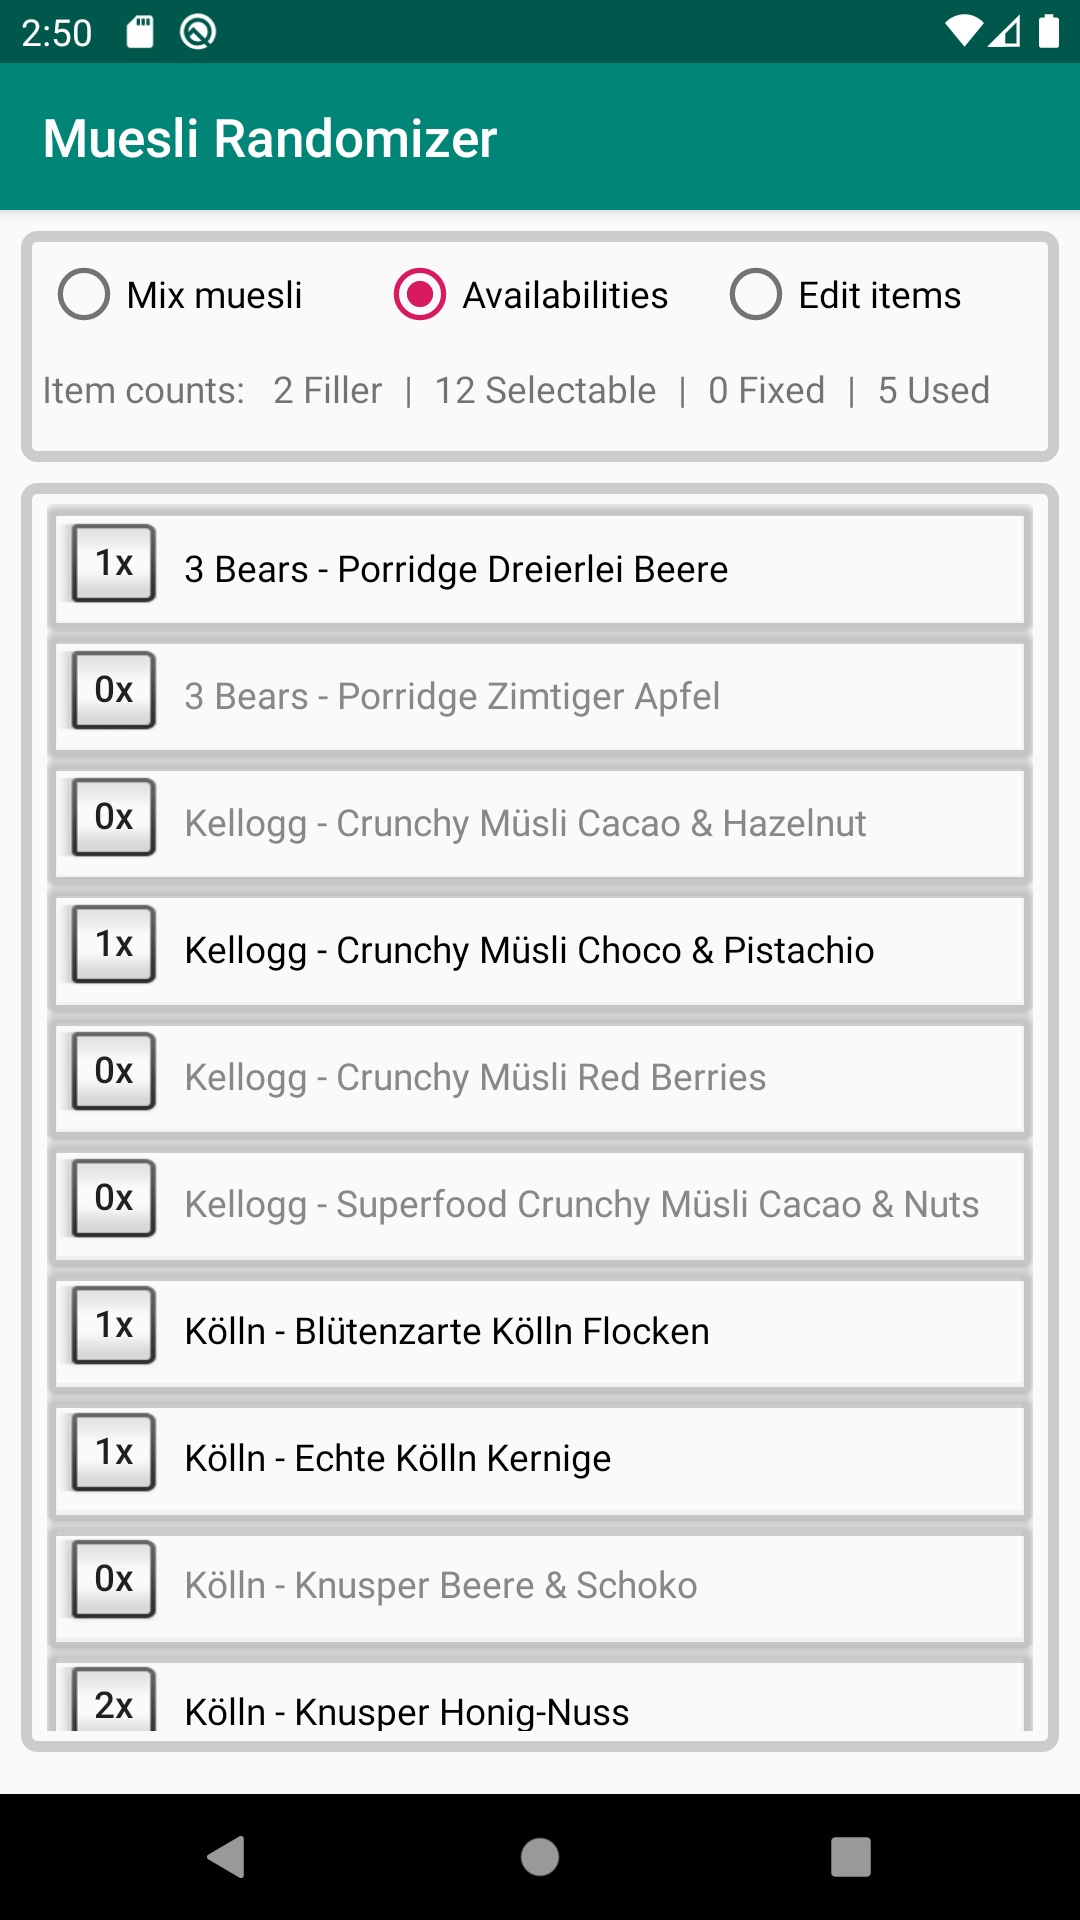 2:50
Muesli Randomizer
Mix muesli Availabilities Edit items
Item counts: 2 Filler | 12 Selectable | 0 Fixed | 5 Used
1x 3 Bears - Porridge Dreierlei Beere
0x 3 Bears - Porridge Zimtiger Apfel
0x Kellogg - Crunchy Müsli Cacao & Hazelnut
1x Kellogg - Crunchy Müsli Choco & Pistachio
0x Kellogg - Crunchy Müsli Red Berries
0x Kellogg - Superfood Crunchy Müsli Cacao & Nuts
1x Kölln - Blütenzarte Kölln Flocken
1x Kölln - Echte Kölln Kernige
0x Kölln - Knusper Beere & Schoko
2x Kölln - Knusper Honig-Nuss